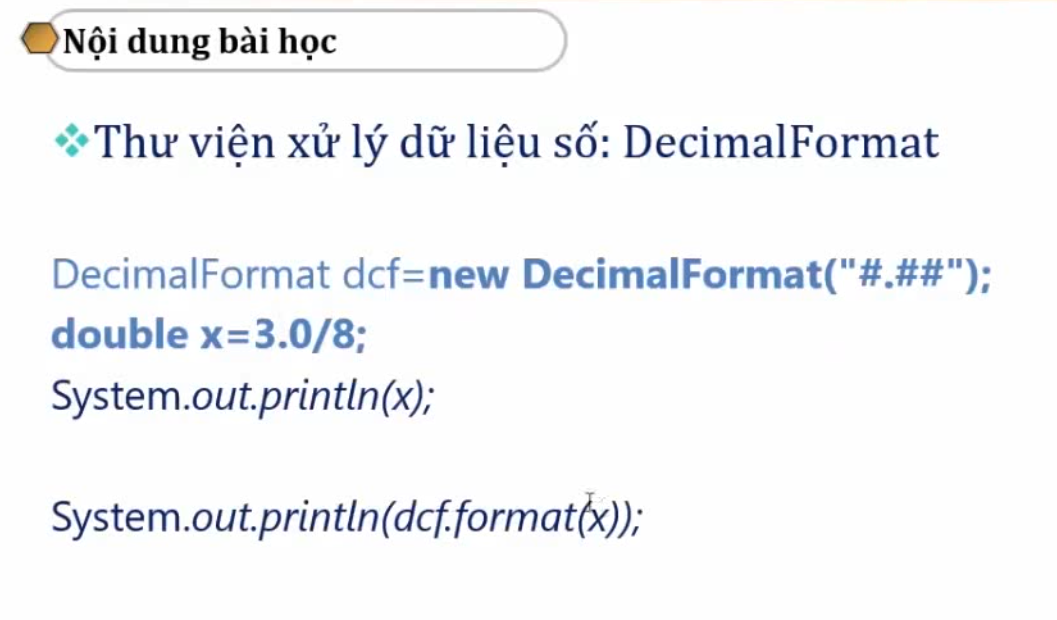 Nội dung bài học
Thư viện xử lý dữ liệu số: DecimalFormat
DecimalFormat dcf=new DecimalFormat("#.##");
double x=3.0/8;
System.out.println(x);
System.out.println(dcf.format(x));